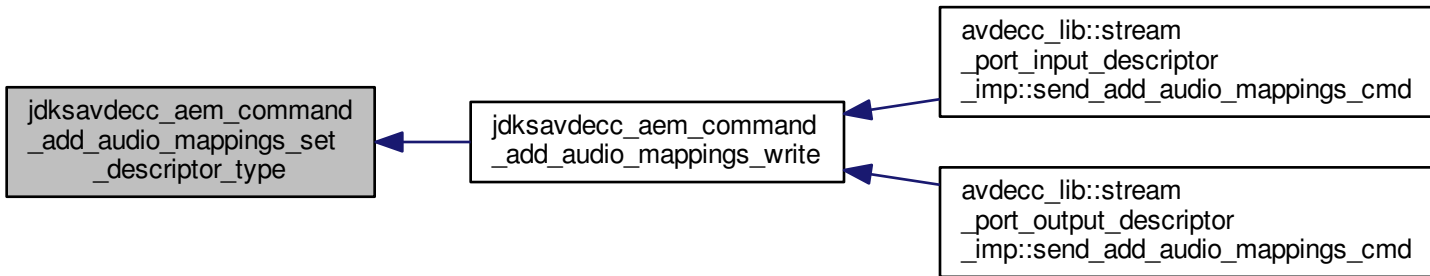 jdksavdecc_aem_command
_add_audio_mappings_set
_descriptor_type
jdksavdecc_aem_command
_add_audio_mappings_write
avdecc_lib::stream
_port_input_descriptor
_imp::send_add_audio_mappings_cmd
avdecc_lib::stream
_port_output_descriptor
_imp::send_add_audio_mappings_cmd